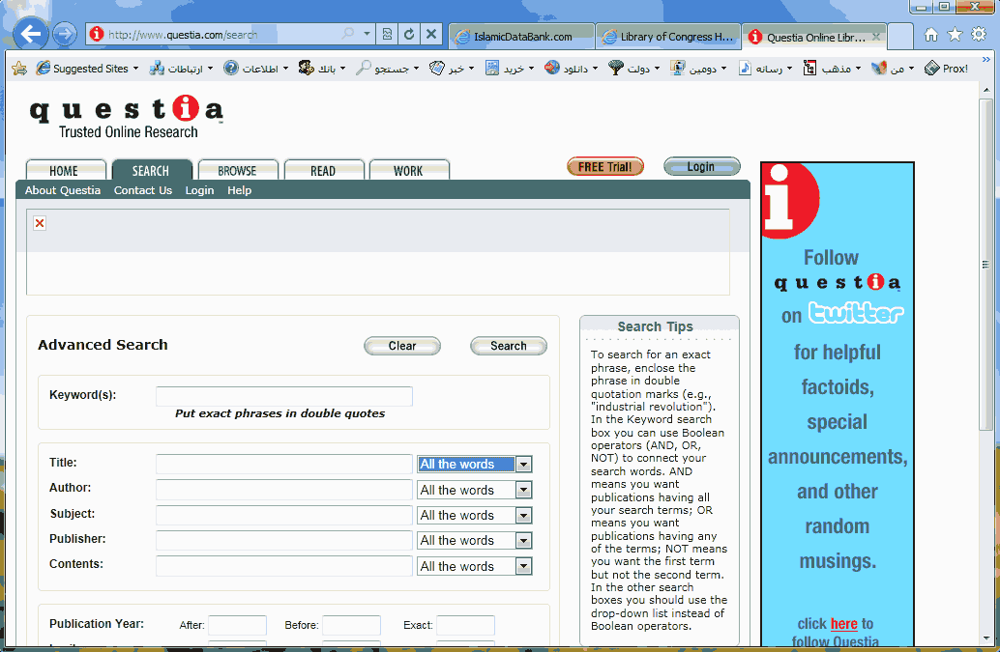 http://www.questia.com/search
IslamicDataBank.com
Library of Congress H...
Questia Online Libr...
Suggested Sites
ارتباطات
اطلاعات
بانک
جستجو
خبر
خرید
دانلود
دولت
دومین
رسانه
مذهب
من
Prox!
questia
Trusted Online Research
HOME
SEARCH
BROWSE
READ
WORK
FREE Trial!
Login
About Questia
Contact Us
Login
Help
Advanced Search
Clear
Search
Keyword(s):
Put exact phrases in double quotes
Title:
All the words
Author:
All the words
Subject:
All the words
Publisher:
All the words
Contents:
All the words
Publication Year:
After:
Before:
Exact:
Search Tips
To search for an exact
phrase, enclose the
phrase in double
quotation marks (e.g.,
"industrial revolution").
In the Keyword search
box you can use Boolean
operators (AND, OR,
NOT) to connect your
search words. AND
means you want
publications having all
your search terms; OR
means you want
publications having any
of the terms; NOT means
you want the first term
but not the second term.
In the other search
boxes you should use the
drop-down list instead of
Boolean operators.
Follow
questia
on twitter
for helpful
factoids,
special
announcements,
and other
random
musings.
click here to
follow Questia